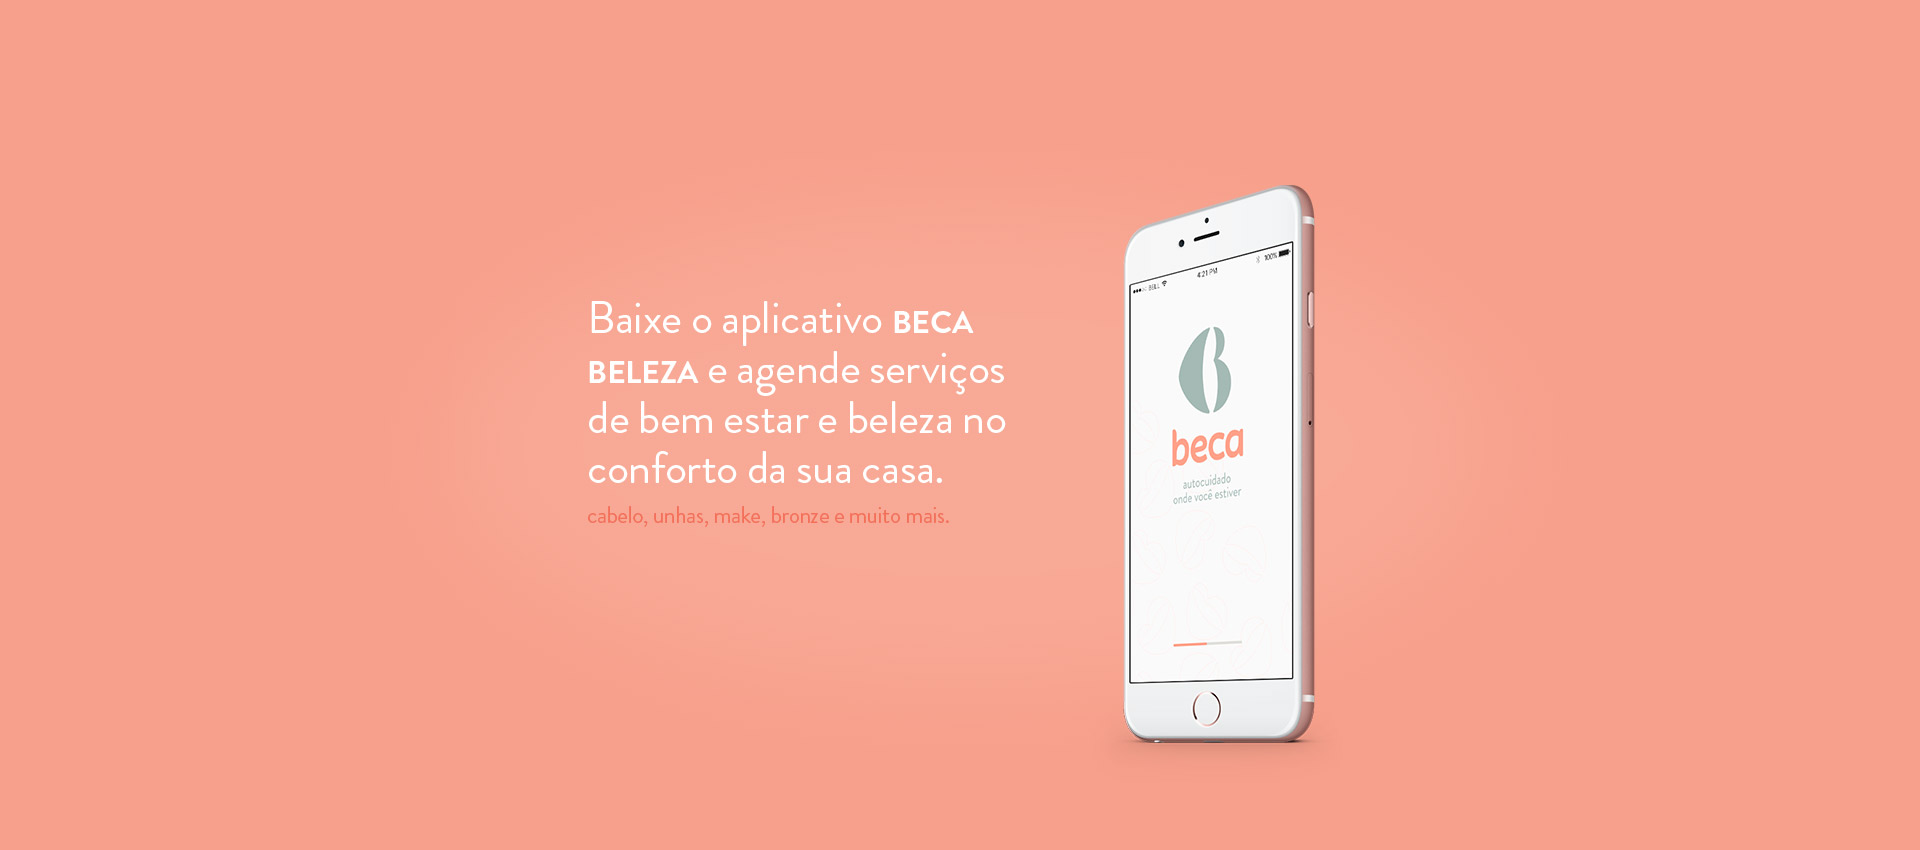 Baixe o aplicativo BECA
BELEZA e agende serviços
de bem estar e beleza no
conforto da sua casa.
cabelo, unhas, make, bronze e muito mais.
BELL
4:21 PM
100%
beca
autocuidado
onde você estiver